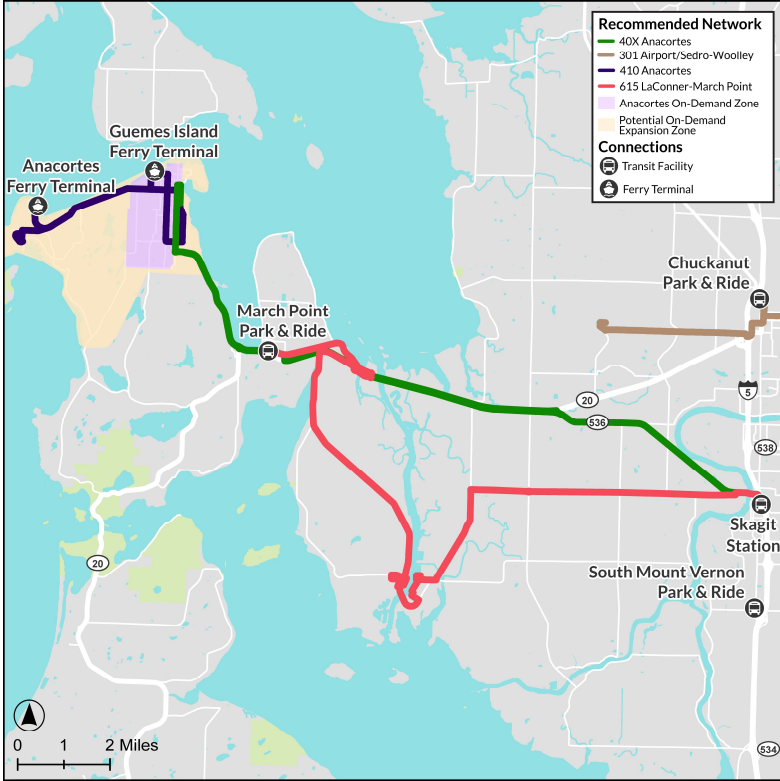 Recommended Network
40X Anacortes
301 Airport/Sedro-Woolley
410 Anacortes
615 LaConner-March Point
Anacortes On-Demand Zone
Potential On-Demand
Expansion Zone
Connections
Transit Facility
Ferry Terminal
Guemes Island
Ferry Terminal
Anacortes
Ferry Terminal
Chuckanut
Park & Ride
March Point
Park & Ride
20
536
5
538
Skagit
Station
20
South Mount Vernon
Park & Ride
534
0 1 2 Miles